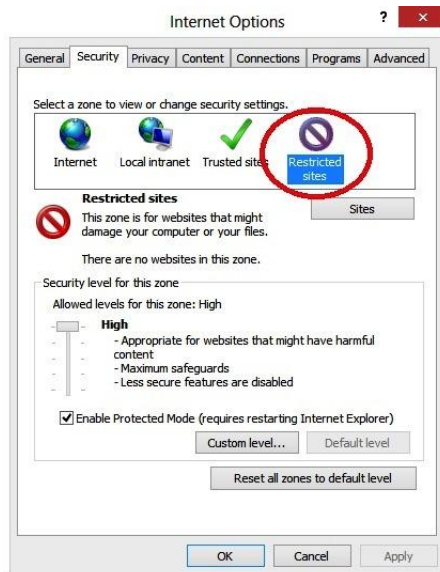 Internet Options
?
×
General Security Privacy Content Connections Programs Advanced
Select a zone to view or change security settings.
Internet Local intranet Trusted sites Restricted
sites
Restricted sites
Sites
This zone is for websites that might
damage your computer or your files.
There are no websites in this zone.
Security level for this zone
Allowed levels for this zone: High
High
- Appropriate for websites that might have harmful
content
- Maximum safeguards
- Less secure features are disabled
Enable Protected Mode (requires restarting Internet Explorer)
Custom level... Default level
Reset all zones to default level
OK Cancel Apply